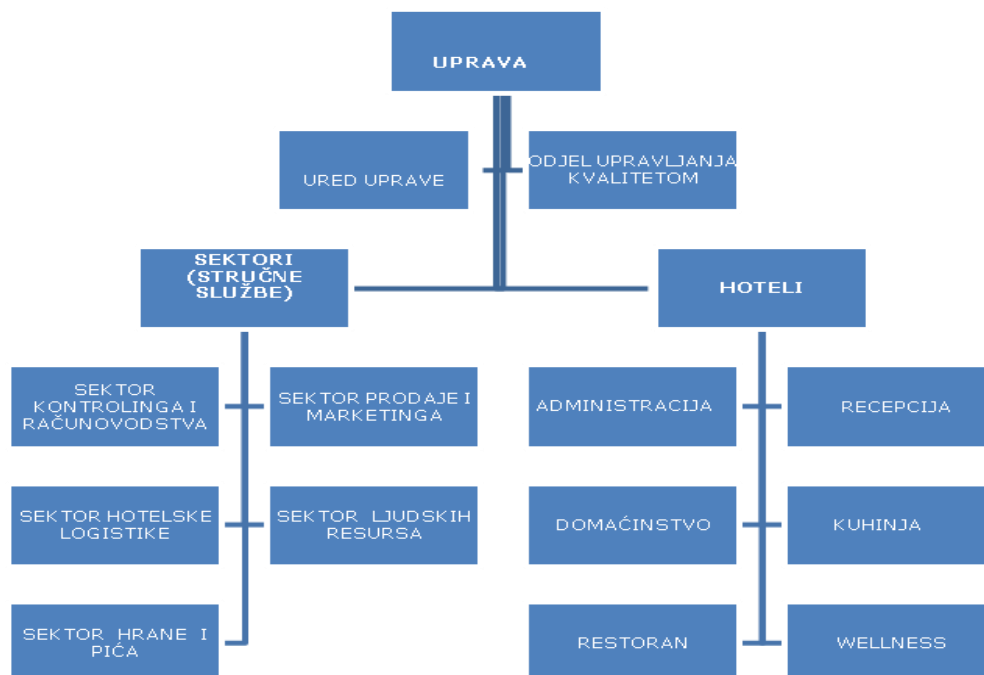 UPRAVA
URED UPRAVE
ODJEL UPRAVLJANJA
KVALITETOM
SEKTORI
(STRUČNE
SLUŽBE)
HOTELI
SEKTOR
KONTROLINGA I
RAČUNOVODSTVA
SEKTOR PRODAJE I
MARKETINGA
ADMINISTRACIJA
RECEPCIJA
SEKTOR HOTELSKE
LOGISTIKE
SEKTOR LJUDSKIH
RESURSA
DOMAĆINSTVO
KUHINJA
SEKTOR HRANE I
PIĆA
RESTORAN
WELLNESS